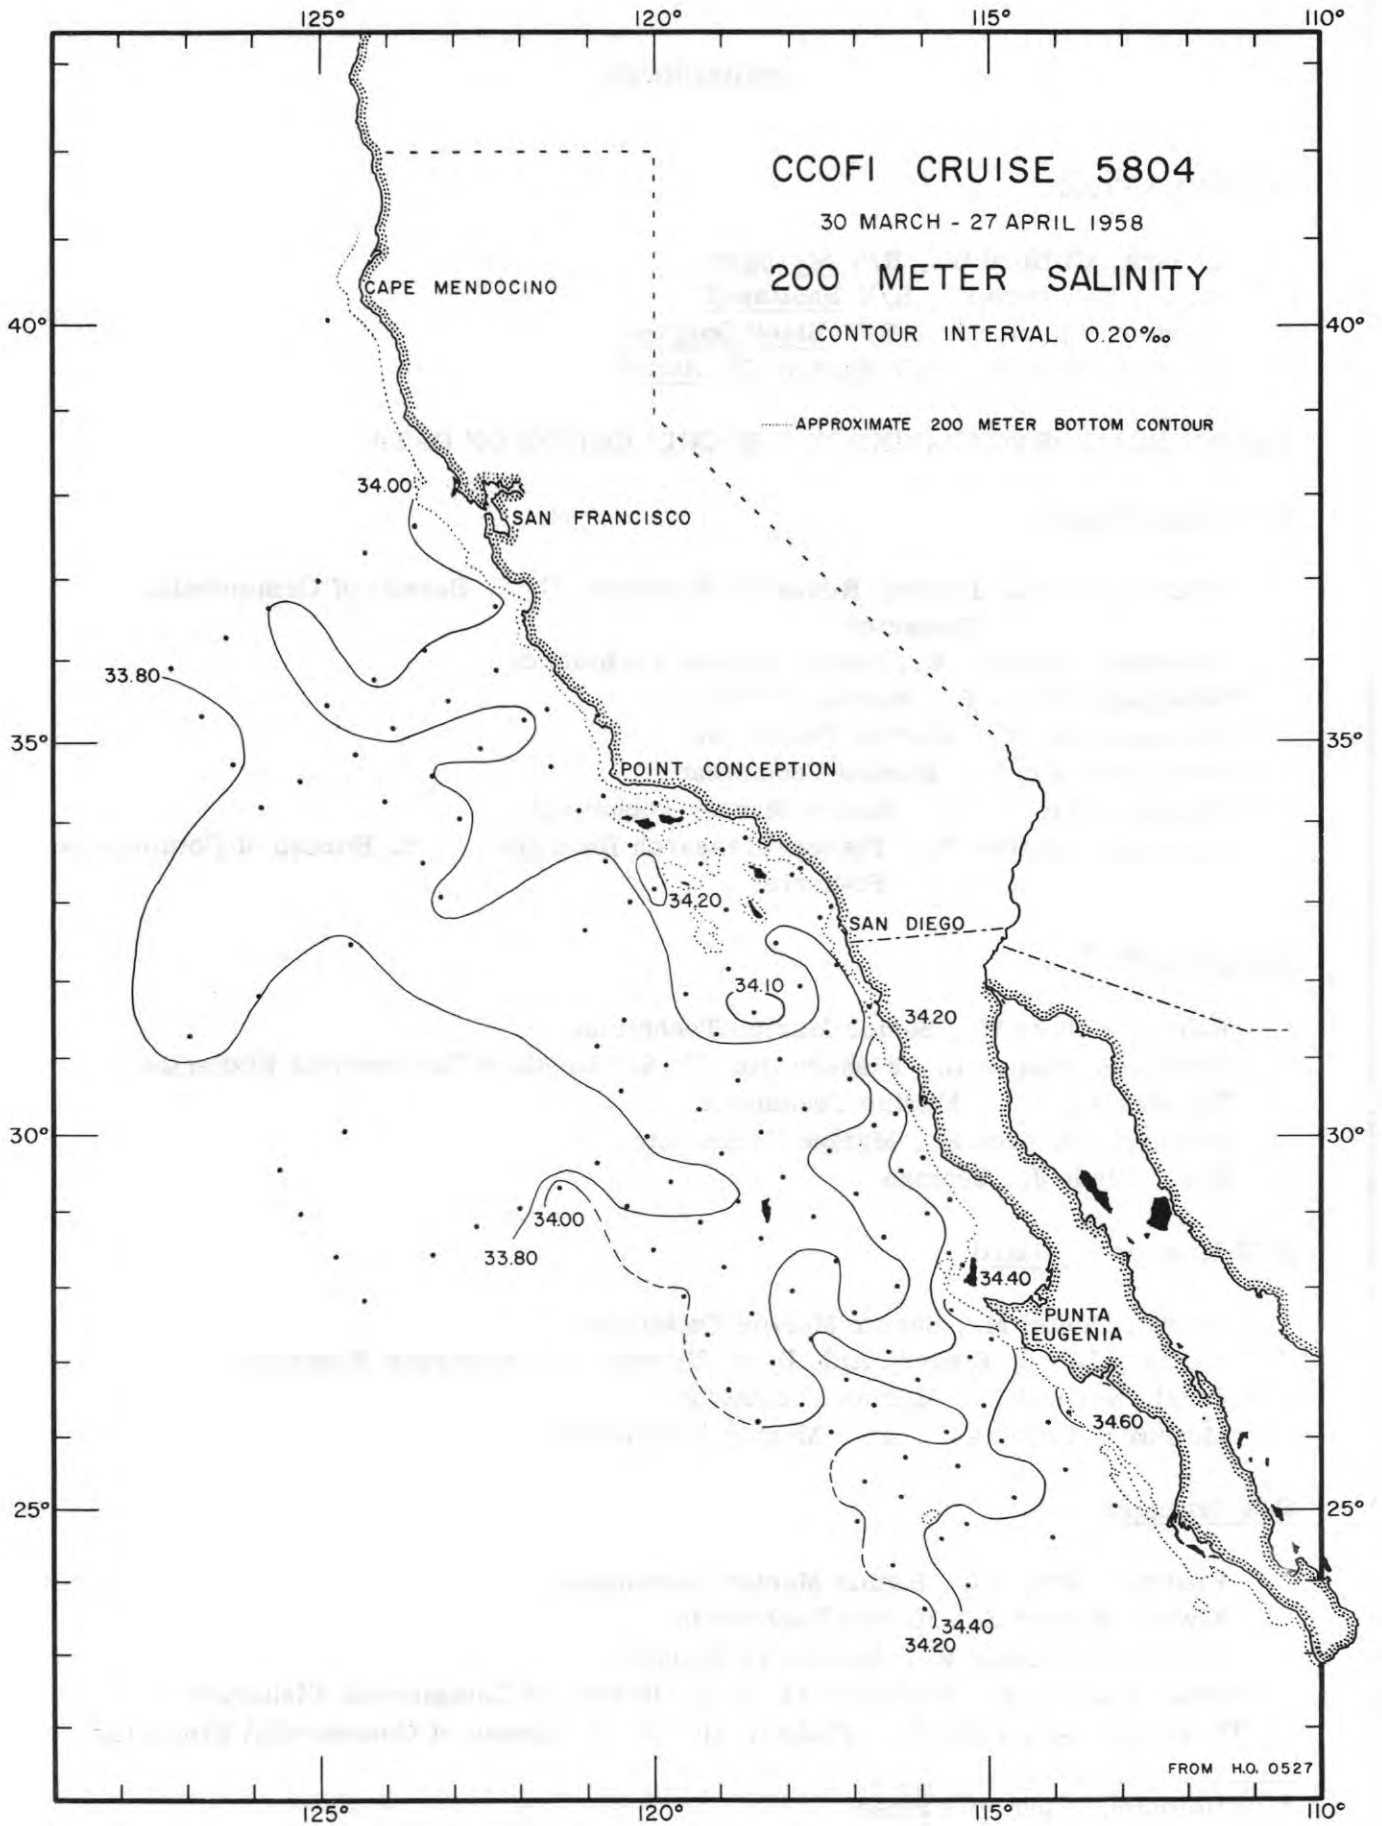 125° 120° 115° 110°
CCOFI CRUISE 5804
30 MARCH - 27 APRIL 1958
200 METER SALINITY
CONTOUR INTERVAL 0.20‰
APPROXIMATE 200 METER BOTTOM CONTOUR
CAPE MENDOCINO
40° 40°
34.00
SAN FRANCISCO
33.80
35° 35°
POINT CONCEPTION
34.20
SAN DIEGO
34.10
34.20
30° 30°
34.00
33.80
34.40
PUNTA
EUGENIA
34.60
25° 25°
34.40
34.20
FROM H.O. 0527
125° 120° 115° 110°